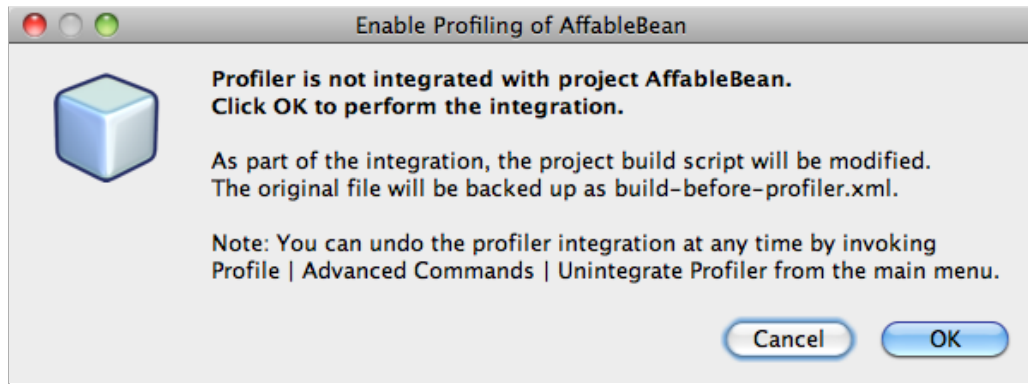 Enable Profiling of AffableBean
Profiler is not integrated with project AffableBean.
Click OK to perform the integration.
As part of the integration, the project build script will be modified.
The original file will be backed up as build-before-profiler.xml.
Note: You can undo the profiler integration at any time by invoking
Profile | Advanced Commands | Unintegrate Profiler from the main menu.
Cancel OK